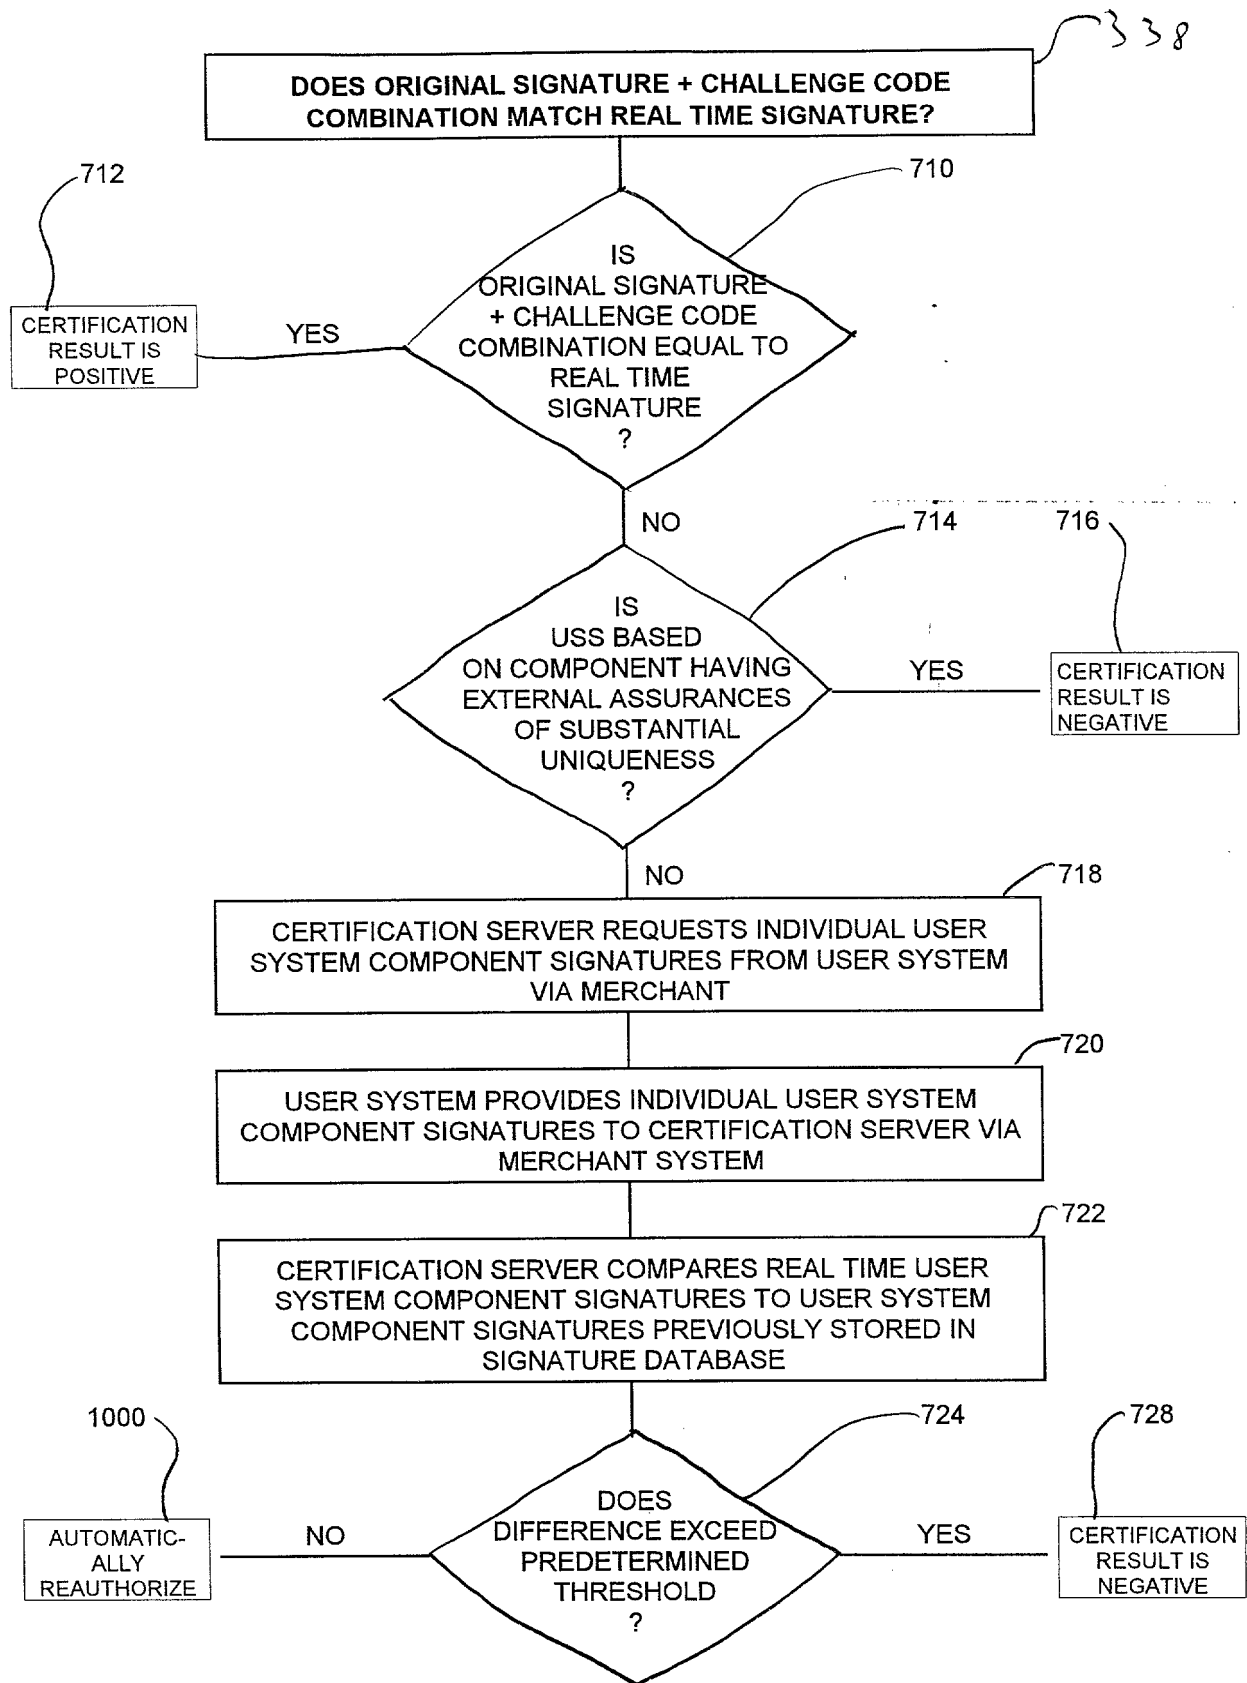 338
DOES ORIGINAL SIGNATURE + CHALLENGE CODE
COMBINATION MATCH REAL TIME SIGNATURE?
712
710
IS
ORIGINAL SIGNATURE
+ CHALLENGE CODE
COMBINATION EQUAL TO
REAL TIME
SIGNATURE
?
YES
CERTIFICATION
RESULT IS
POSITIVE
NO
714
716
IS
USS BASED
ON COMPONENT HAVING
EXTERNAL ASSURANCES
OF SUBSTANTIAL
UNIQUENESS
?
YES
CERTIFICATION
RESULT IS
NEGATIVE
NO
718
CERTIFICATION SERVER REQUESTS INDIVIDUAL USER
SYSTEM COMPONENT SIGNATURES FROM USER SYSTEM
VIA MERCHANT
720
USER SYSTEM PROVIDES INDIVIDUAL USER SYSTEM
COMPONENT SIGNATURES TO CERTIFICATION SERVER VIA
MERCHANT SYSTEM
722
CERTIFICATION SERVER COMPARES REAL TIME USER
SYSTEM COMPONENT SIGNATURES TO USER SYSTEM
COMPONENT SIGNATURES PREVIOUSLY STORED IN
SIGNATURE DATABASE
1000
724
728
AUTOMATIC-
ALLY
REAUTHORIZE
NO
DOES
DIFFERENCE EXCEED
PREDETERMINED
THRESHOLD
?
YES
CERTIFICATION
RESULT IS
NEGATIVE